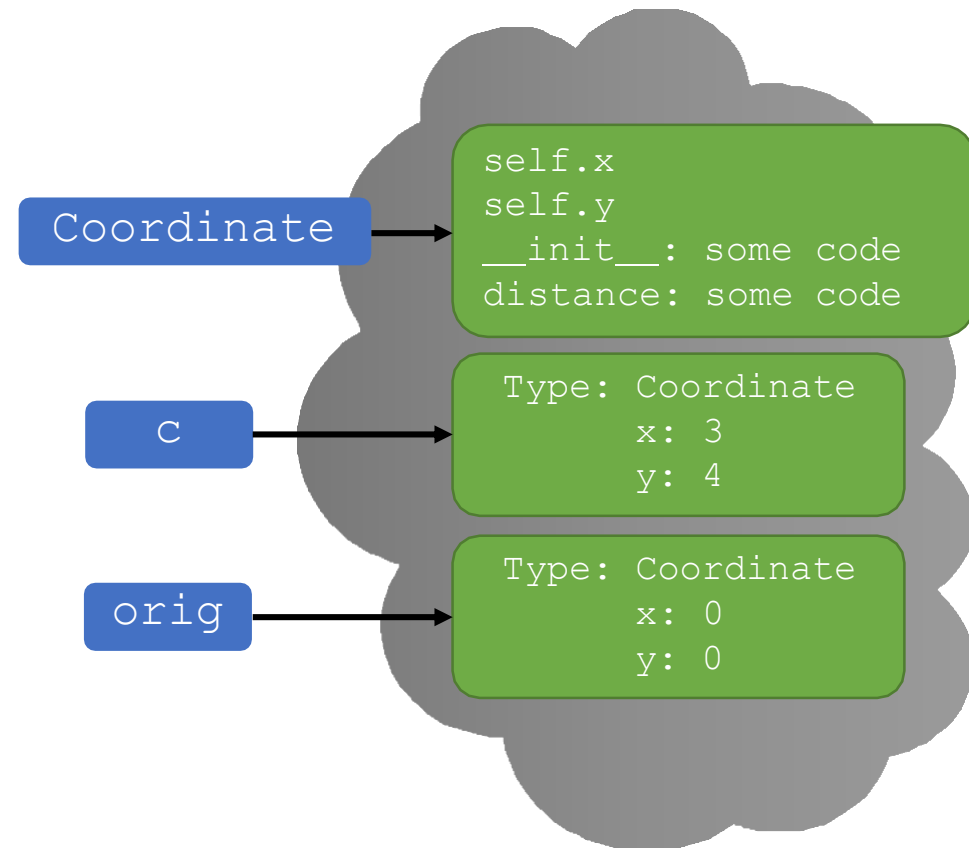 Coordinate
self.x
self.y
__init__: some code
distance: some code
c
Type: Coordinate
x: 3
y: 4
orig
Type: Coordinate
x: 0
y: 0